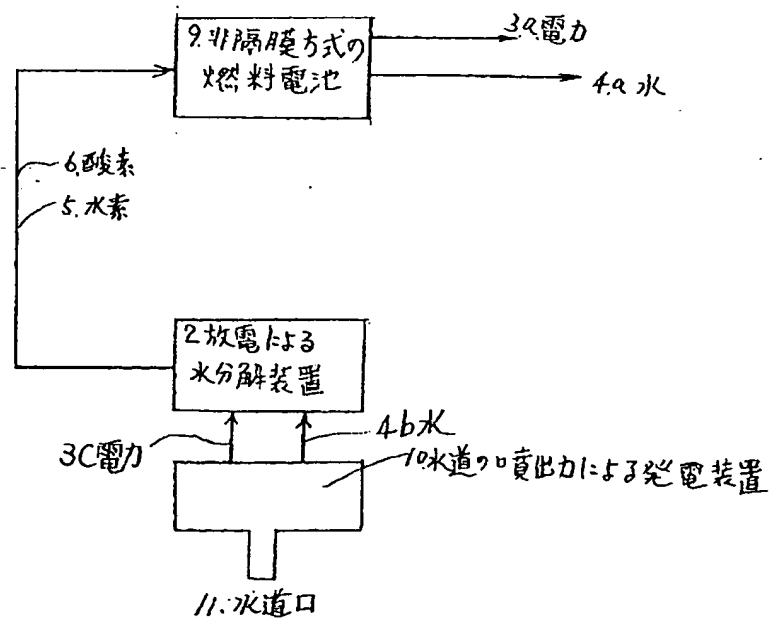 9.非隔膜方式の
燃料電池
3.a電力
4.a 水
6.酸素
5.水素
2放電による
水分解装置
3C電力
4b水
10水道の噴出力による発電装置
11.水道口